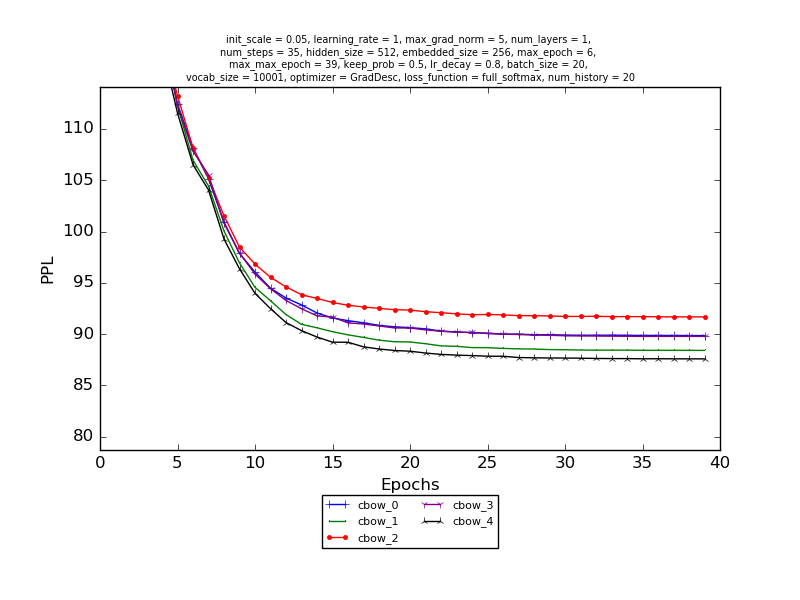 init_scale = 0.05, learning_rate = 1, max_grad_norm = 5, num_layers = 1,
num_steps = 35, hidden_size = 512, embedded_size = 256, max_epoch = 6,
max_max_epoch = 39, keep_prob = 0.5, lr_decay = 0.8, batch_size = 20,
vocab_size = 10001, optimizer = GradDesc, loss_function = full_softmax, num_history = 20
110
105
100
95
90
85
80
PPL
0 5 10 15 20 25 30 35 40
Epochs
cbow_0 cbow_3
cbow_1 cbow_4
cbow_2